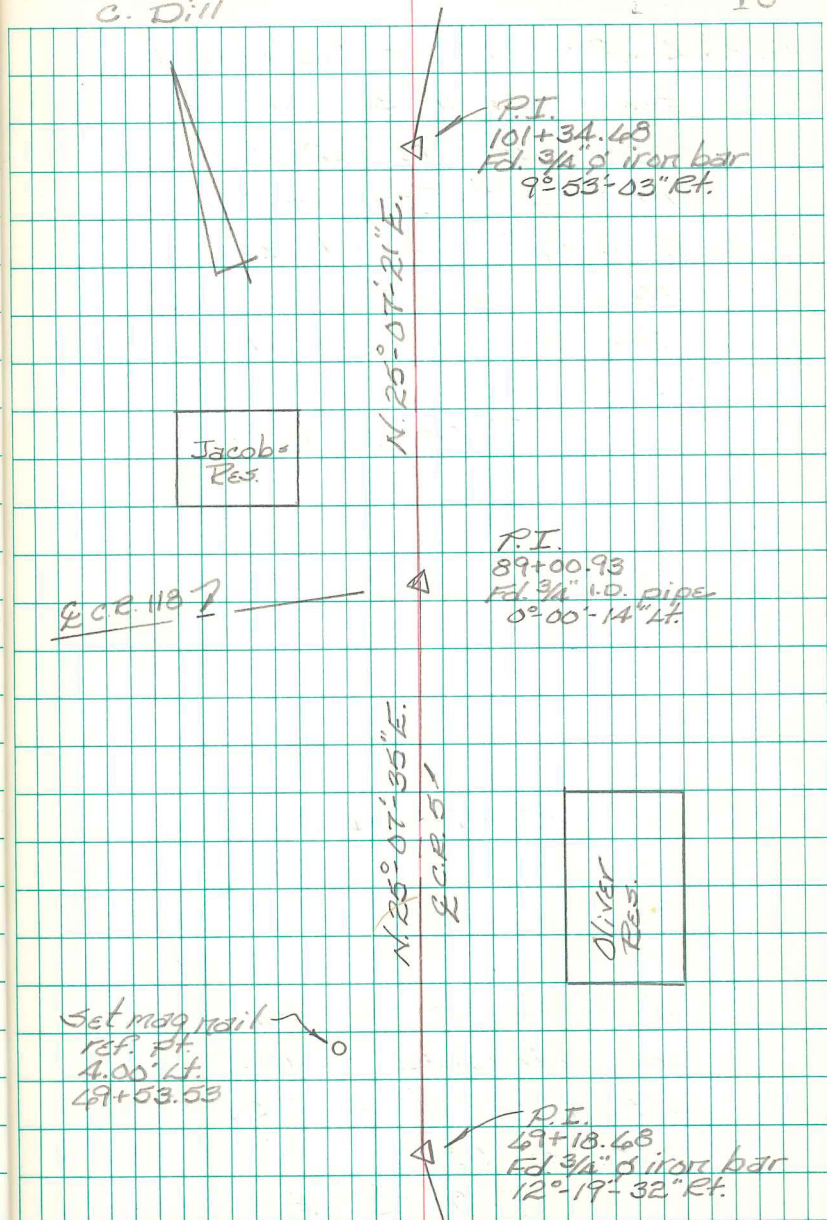 C. Dill
P.I.
101+34.68
Fd. 3/4" ø iron bar
9°-53'-03" Rt.
N. 25°-07'-21" E.
Jacobs
Res.
P.I.
89+00.93
Fd. 3/4" I.D. pipe
0°-00'-14" Lt.
℄ C.R. 118
N. 25°-07'-35" E.
℄ C.R. 51
Oliver
Res.
Set mag nail
ref. pt.
4.00' Lt.
69+53.53
P.I.
69+18.68
Fd. 3/4" ø iron bar
12°-19'-32" Rt.